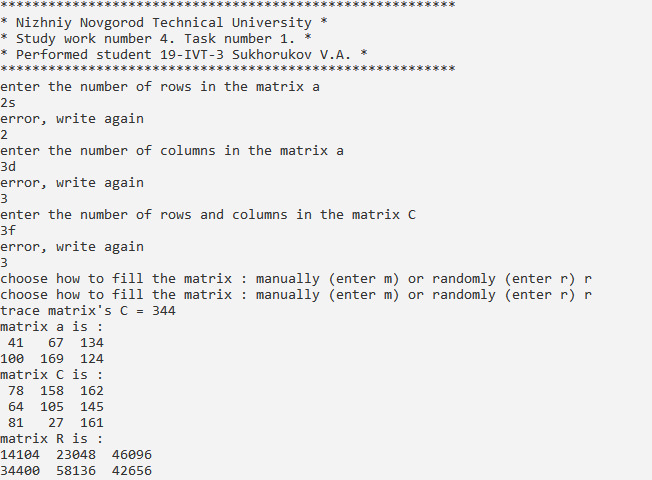 *********************************************************
* Nizhniy Novgorod Technical University *
* Study work number 4. Task number 1. *
* Performed student 19-IVT-3 Sukhorukov V.A. *
*********************************************************
enter the number of rows in the matrix a
2s
error, write again
2
enter the number of columns in the matrix a
3d
error, write again
3
enter the number of rows and columns in the matrix C
3f
error, write again
3
choose how to fill the matrix : manually (enter m) or randomly (enter r) r
choose how to fill the matrix : manually (enter m) or randomly (enter r) r
trace matrix's C = 344
matrix a is :
 41   67  134
100  169  124
matrix C is :
 78  158  162
 64  105  145
 81   27  161
matrix R is :
14104  23048  46096
34400  58136  42656